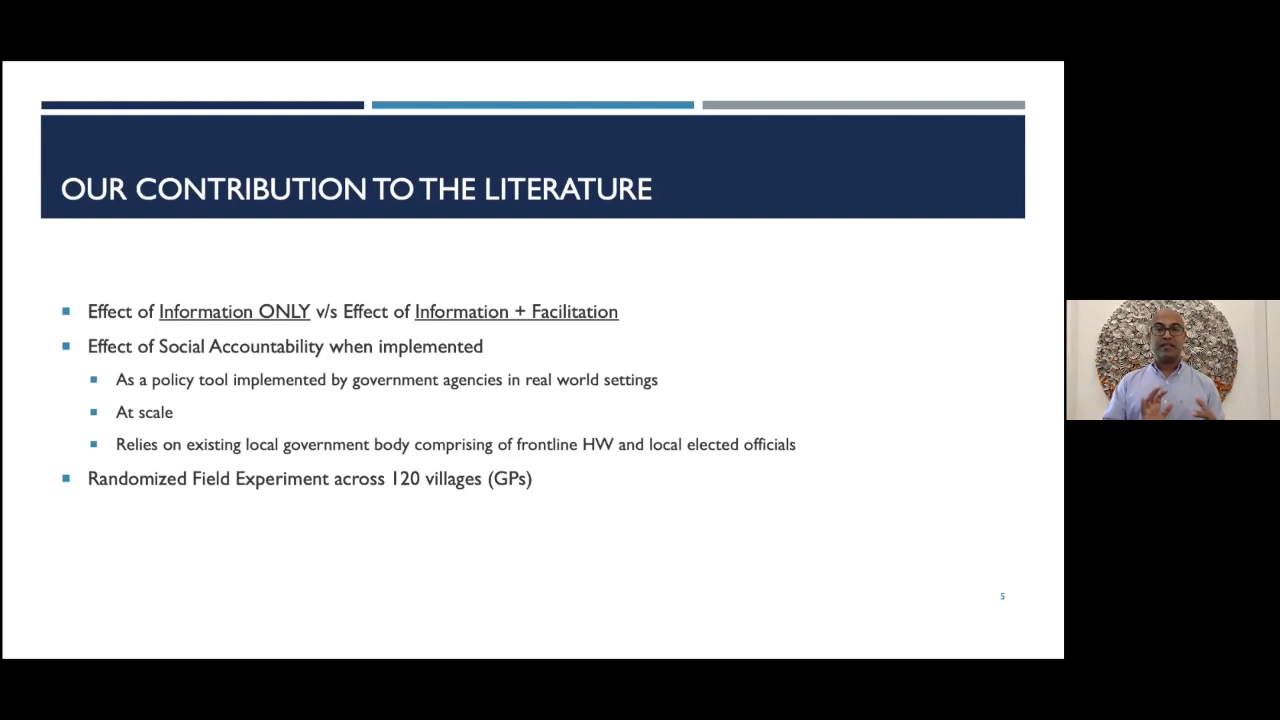 OUR CONTRIBUTION TO THE LITERATURE
Effect of Information ONLY v/s Effect of Information + Facilitation
Effect of Social Accountability when implemented
As a policy tool implemented by government agencies in real world settings
At scale
Relies on existing local government body comprising of frontline HW and local elected officials
Randomized Field Experiment across 120 villages (GPs)
5